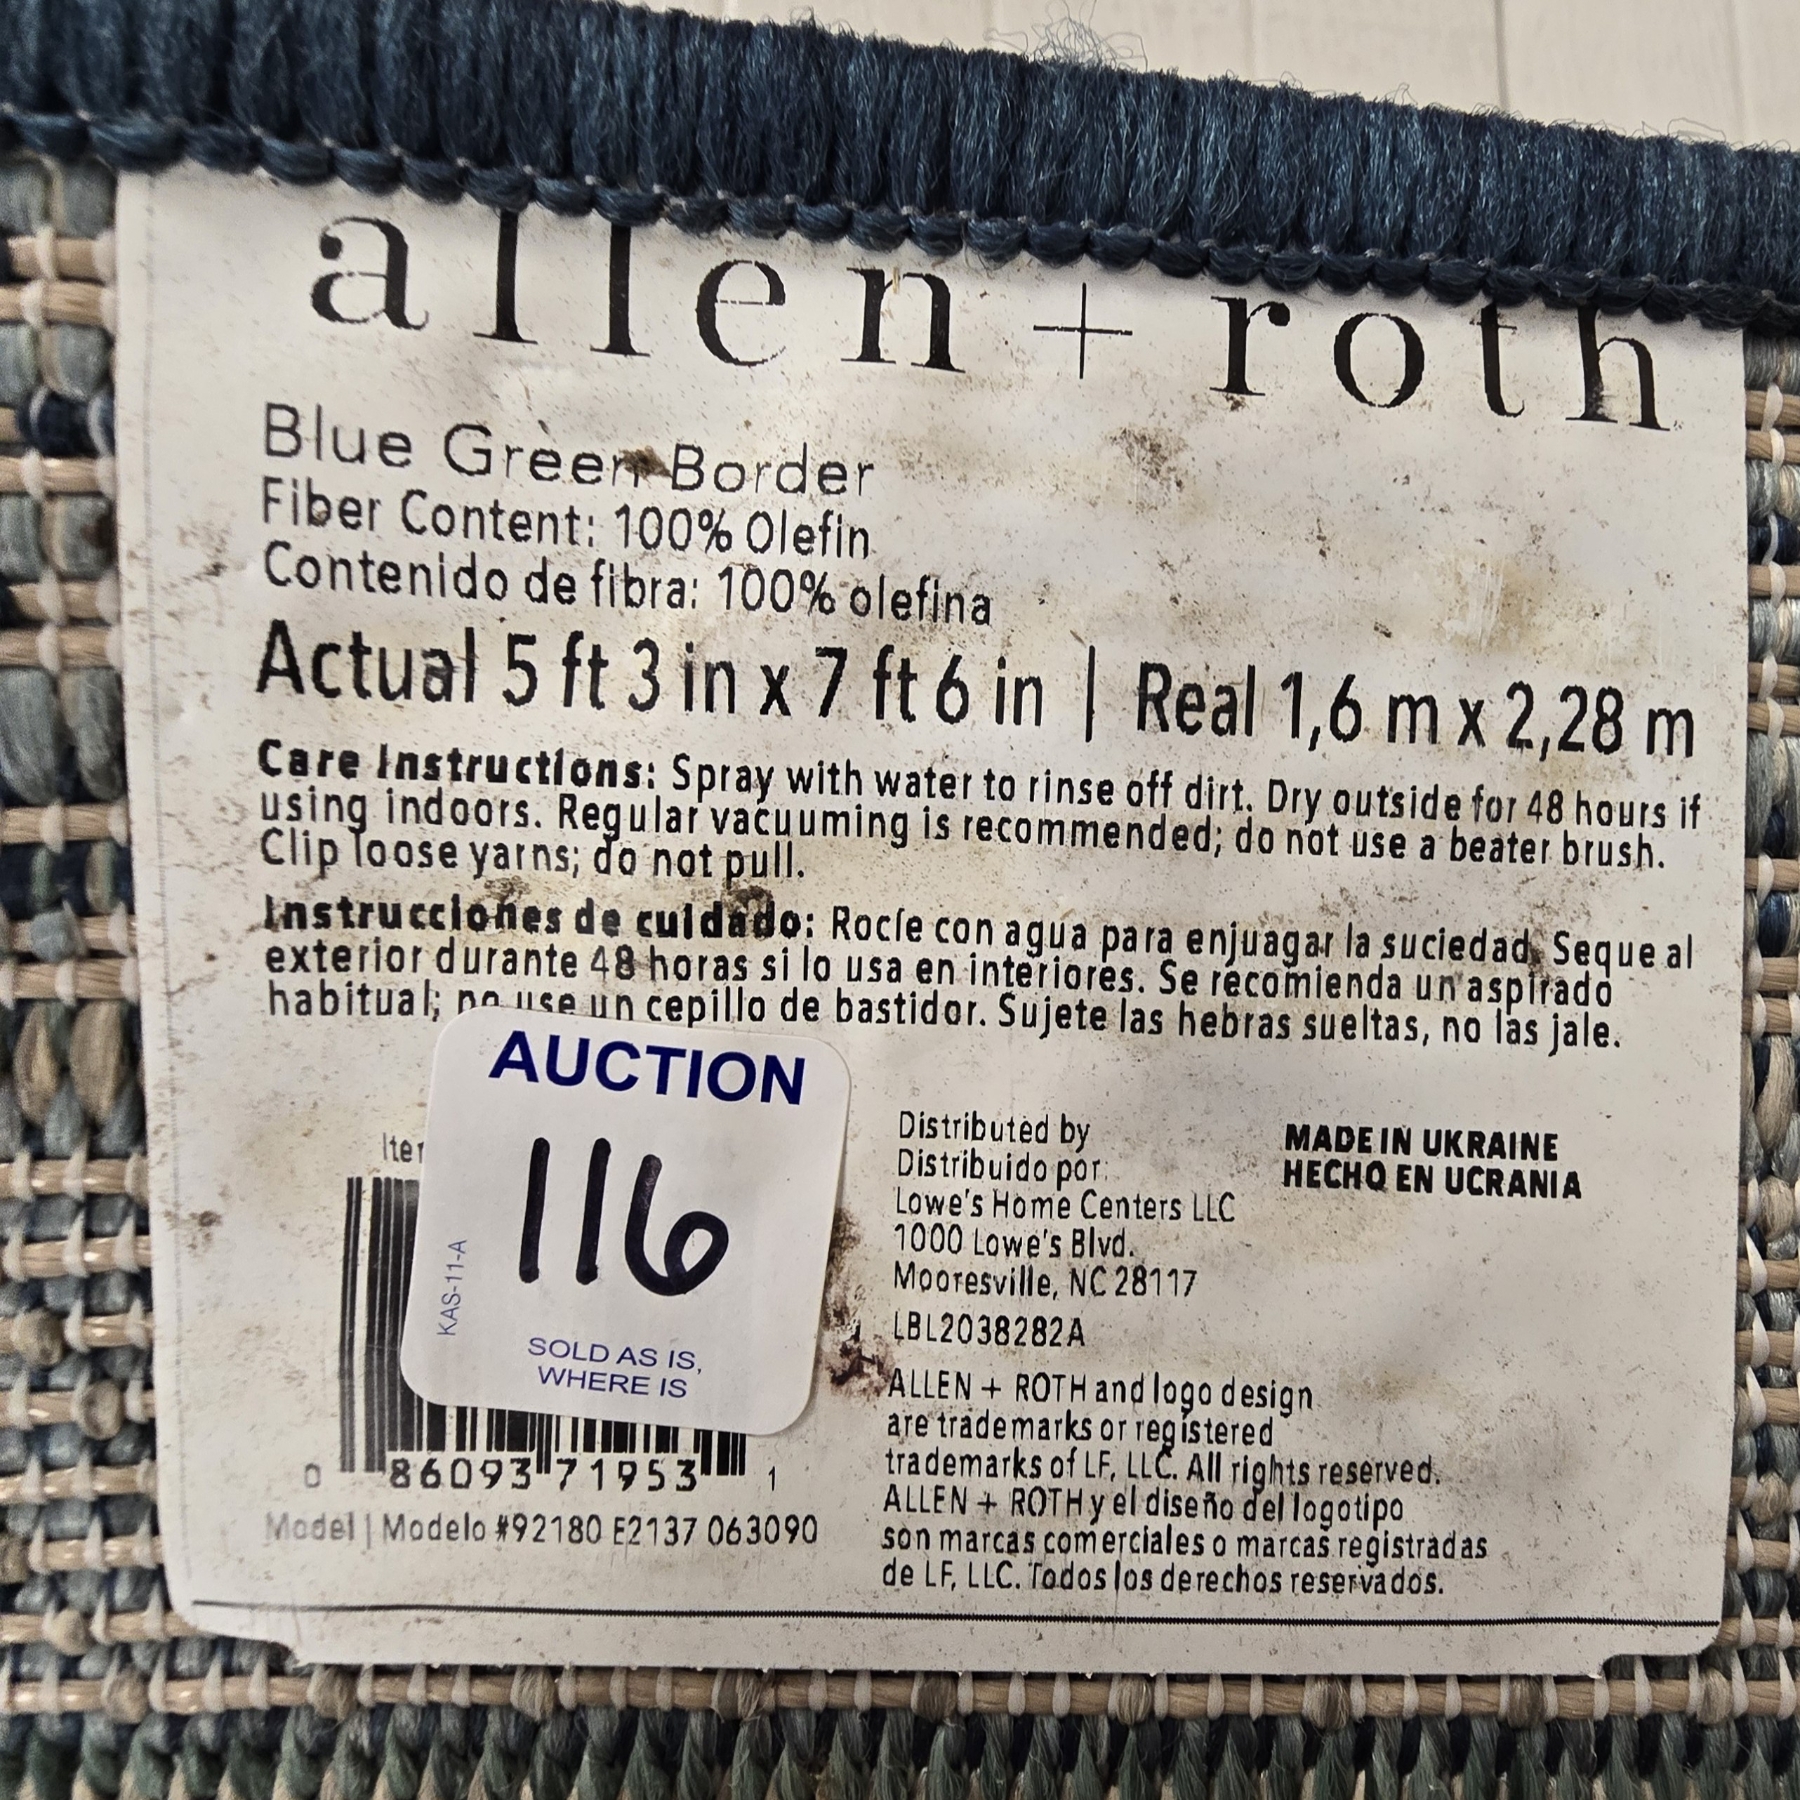 allen + roth
Blue Green Border
Fiber Content: 100% Olefin
Contenido de fibra: 100% olefina
Actual 5 ft 3 in x 7 ft 6 in | Real 1,6 m x 2,28 m
Care Instructions: Spray with water to rinse off dirt. Dry outside for 48 hours if
using indoors. Regular vacuuming is recommended; do not use a beater brush.
Clip loose yarns; do not pull.
Instrucciones de cuidado: Rocíe con agua para enjuagar la suciedad. Seque al
exterior durante 48 horas si lo usa en interiores. Se recomienda un aspirado
habitual; no use un cepillo de bastidor. Sujete las hebras sueltas, no las jale.
AUCTION
116
KAS-11-A
SOLD AS IS,
WHERE IS
0 86093 71953 1
Model | Modelo #92180 E2137 063090
Distributed by
Distribuido por:
Lowe's Home Centers LLC
1000 Lowe's Blvd.
Mooresville, NC 28117
LBL2038282A
MADE IN UKRAINE
HECHO EN UCRANIA
ALLEN + ROTH and logo design
are trademarks or registered
trademarks of LF, LLC. All rights reserved.
ALLEN + ROTH y el diseño del logotipo
son marcas comerciales o marcas registradas
de LF, LLC. Todos los derechos reservados.